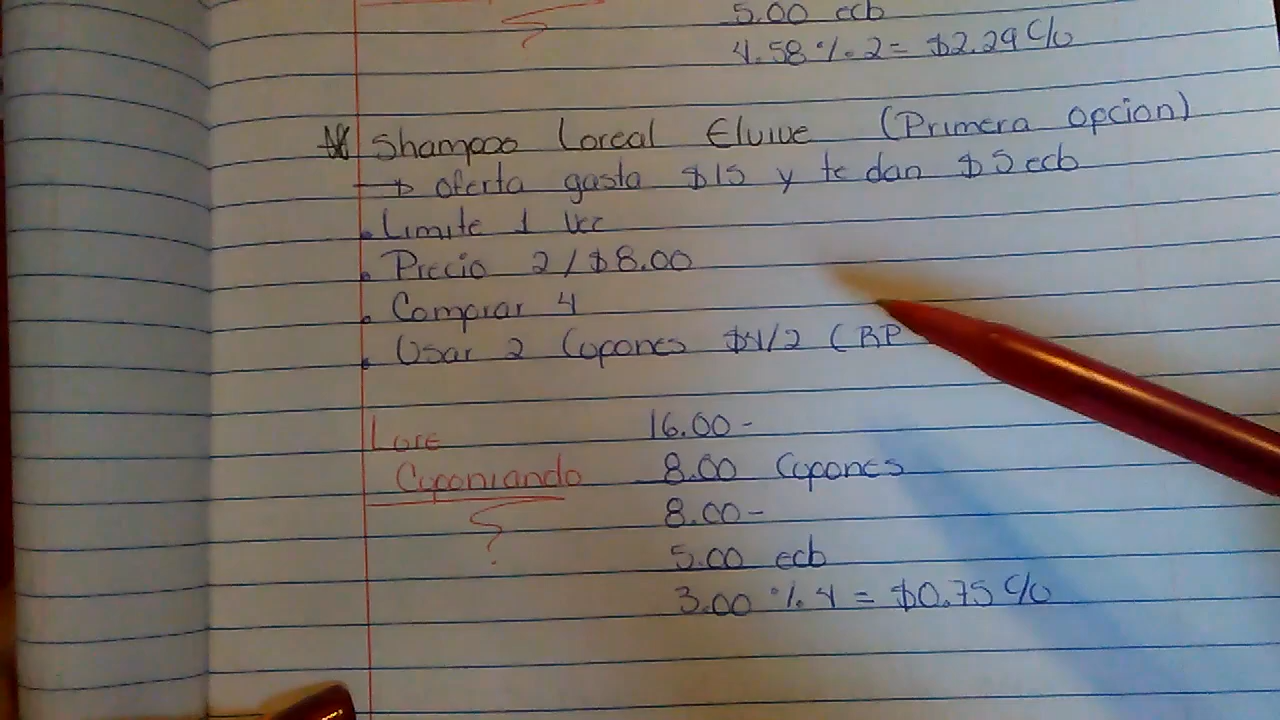 5.00 ecb
4.58 % 2 = $2.29 c/o
Shampoo Loreal Elvive (Primera opcion)
→ oferta gasta $15 y te dan $5 ecb
• Limite 1 vez
• Precio 2/$8.00
• Comprar 4
• Usar 2 Cupones $4/2 (RP
16.00 -
Lore
8.00 Cupones
Cuponiando
8.00 -
5.00 ecb
3.00 % 4 = $0.75 c/o